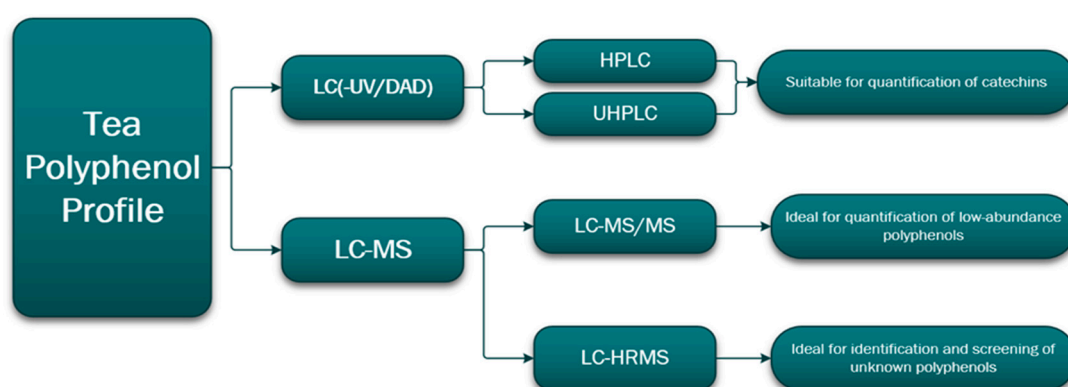 Tea
Polyphenol
Profile
LC(-UV/DAD)
HPLC
UHPLC
Suitable for quantification of catechins
LC-MS
LC-MS/MS
Ideal for quantification of low-abundance
polyphenols
LC-HRMS
Ideal for identification and screening of
unknown polyphenols